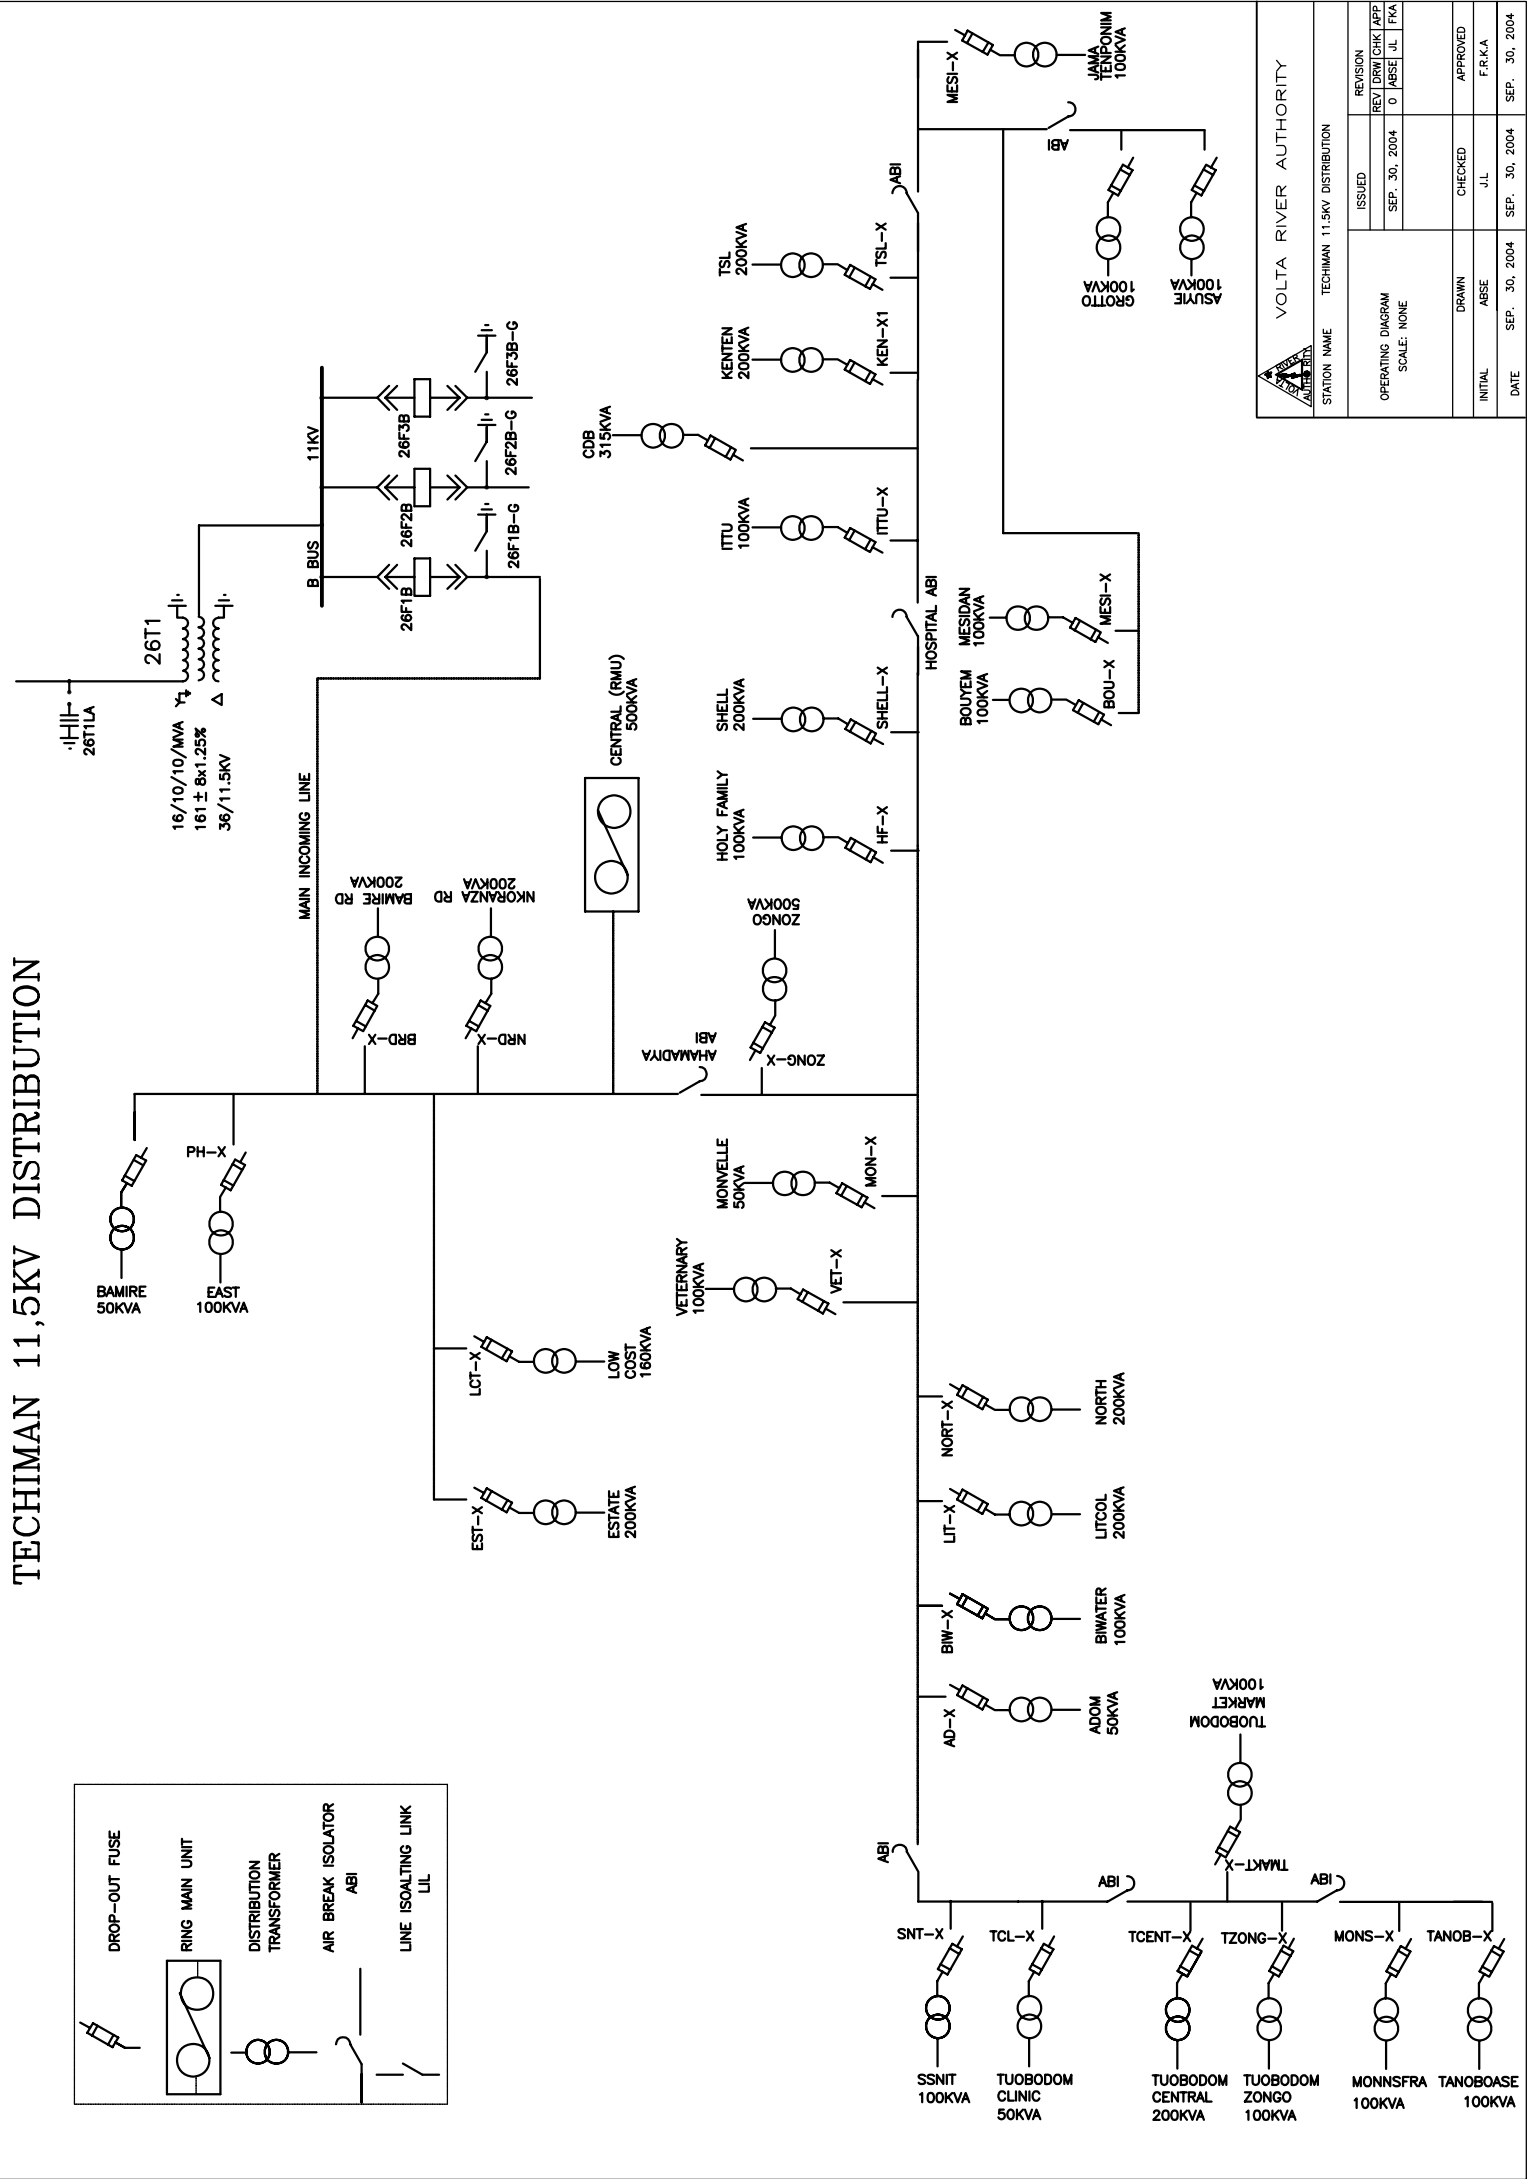 TECHIMAN 11,5KV DISTRIBUTION
DROP-OUT FUSE
RING MAIN UNIT
DISTRIBUTION
TRANSFORMER
AIR BREAK ISOLATOR
ABI
LINE ISOALTING LINK
LIL
BAMIRE
50KVA
PH-X
EAST
100KVA
26T1LA
26T1
16/10/10/MVA
161± 8x1.25%
36/11.5KV
B BUS
11KV
26F1B
26F2B
26F3B
26F1B-G
26F2B-G
26F3B-G
MAIN INCOMING LINE
BAMIRE RD
200KVA
BRD-X
NKORANZA RD
200KVA
NRD-X
CENTRAL (RMU)
500KVA
LCT-X
LOW
COST
160KVA
EST-X
ESTATE
200KVA
AHAMADIYA
ABI
ZONGO
500KVA
ZONG-X
MONVELLE
50KVA
MON-X
VETERNARY
100KVA
VET-X
HOLY FAMILY
100KVA
HF-X
SHELL
200KVA
SHELL-X
HOSPITAL ABI
ITTU
100KVA
ITTU-X
CDB
315KVA
KENTEN
200KVA
KEN-X1
TSL
200KVA
TSL-X
ABI
MESI-X
JAMA
TENPONIM
100KVA
ABI
GROTTO
100KVA
ASUYIE
100KVA
MESIDAN
100KVA
MESI-X
BOUYEM
100KVA
BOU-X
NORT-X
NORTH
200KVA
LIT-X
LITCOL
200KVA
BIW-X
BIWATER
100KVA
AD-X
ADOM
50KVA
ABI
SNT-X
SSNIT
100KVA
TCL-X
TUOBODOM
CLINIC
50KVA
ABI
TCENT-X
TUOBODOM
CENTRAL
200KVA
TMAKT-X
TUOBODOM
MARKET
100KVA
TZONG-X
TUOBODOM
ZONGO
100KVA
ABI
MONS-X
MONNSFRA
100KVA
TANOB-X
TANOBOASE
100KVA
VOLTA RIVER AUTHORITY
VOLTA RIVER AUTHORITY
STATION NAME TECHIMAN 11.5KV DISTRIBUTION
OPERATING DIAGRAM
SCALE: NONE
ISSUED
SEP. 30, 2004
REVISION
REV DRW CHK APP
0 ABSE JL FKA
DRAWN CHECKED APPROVED
INITIAL ABSE J.L F.R.K.A
DATE SEP. 30, 2004 SEP. 30, 2004 SEP. 30, 2004